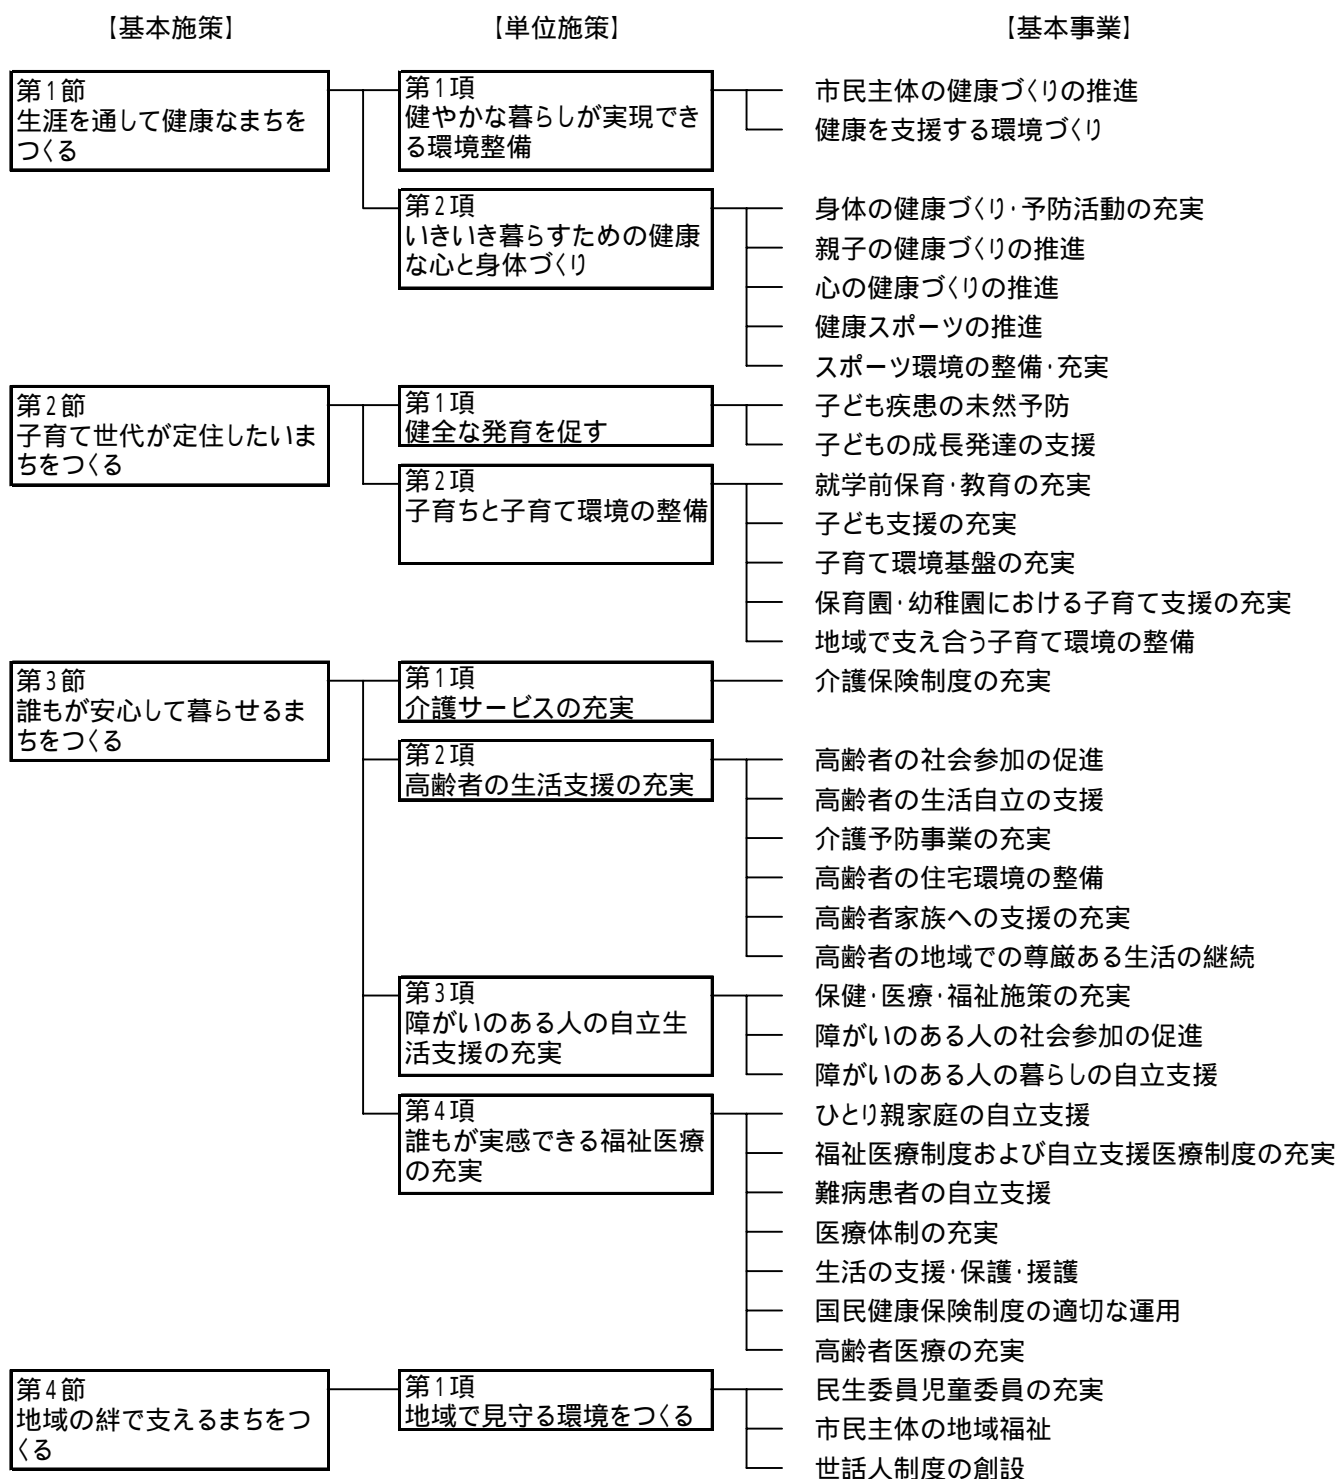 【基本施策】 【単位施策】 【基本事業】
第1節
生涯を通して健康なまちを
つくる
第1項
健やかな暮らしが実現でき
る環境整備
市民主体の健康づくりの推進
健康を支援する環境づくり
第2項
いきいき暮らすための健康
な心と身体づくり
身体の健康づくり・予防活動の充実
親子の健康づくりの推進
心の健康づくりの推進
健康スポーツの推進
スポーツ環境の整備・充実
第2節
子育て世代が定住したいま
ちをつくる
第1項
健全な発育を促す
子ども疾患の未然予防
子どもの成長発達の支援
第2項
子育ちと子育て環境の整備
就学前保育・教育の充実
子ども支援の充実
子育て環境基盤の充実
保育園・幼稚園における子育て支援の充実
地域で支え合う子育て環境の整備
第3節
誰もが安心して暮らせるま
ちをつくる
第1項
介護サービスの充実
介護保険制度の充実
第2項
高齢者の生活支援の充実
高齢者の社会参加の促進
高齢者の生活自立の支援
介護予防事業の充実
高齢者の住宅環境の整備
高齢者家族への支援の充実
高齢者の地域での尊厳ある生活の継続
第3項
障がいのある人の自立生
活支援の充実
保健・医療・福祉施策の充実
障がいのある人の社会参加の促進
障がいのある人の暮らしの自立支援
第4項
誰もが実感できる福祉医療
の充実
ひとり親家庭の自立支援
福祉医療制度および自立支援医療制度の充実
難病患者の自立支援
医療体制の充実
生活の支援・保護・援護
国民健康保険制度の適切な運用
高齢者医療の充実
第4節
地域の絆で支えるまちをつ
くる
第1項
地域で見守る環境をつくる
民生委員児童委員の充実
市民主体の地域福祉
世話人制度の創設